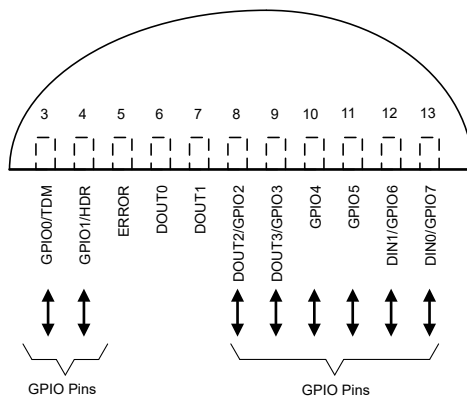 3 4 5 6 7 8 9 10 11 12 13
GPIO0/TDM
GPIO1/HDR
ERROR
DOUT0
DOUT1
DOUT2/GPIO2
DOUT3/GPIO3
GPIO4
GPIO5
DIN1/GPIO6
DIN0/GPIO7
GPIO Pins
GPIO Pins